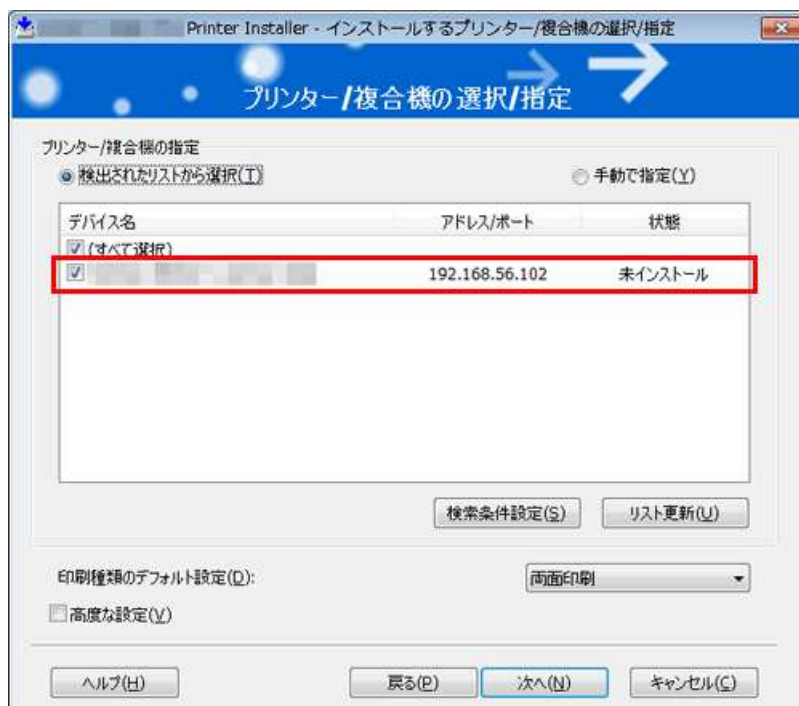 Printer Installer - インストールするプリンター/複合機の選択/指定
プリンター/複合機の選択/指定
プリンター/複合機の指定
検出されたリストから選択(T)
手動で指定(Y)
デバイス名 アドレス/ポート 状態
(すべて選択)
192.168.56.102 未インストール
検索条件設定(S) リスト更新(U)
印刷種類のデフォルト設定(D): 両面印刷
高度な設定(V)
ヘルプ(H) 戻る(P) 次へ(N) キャンセル(C)